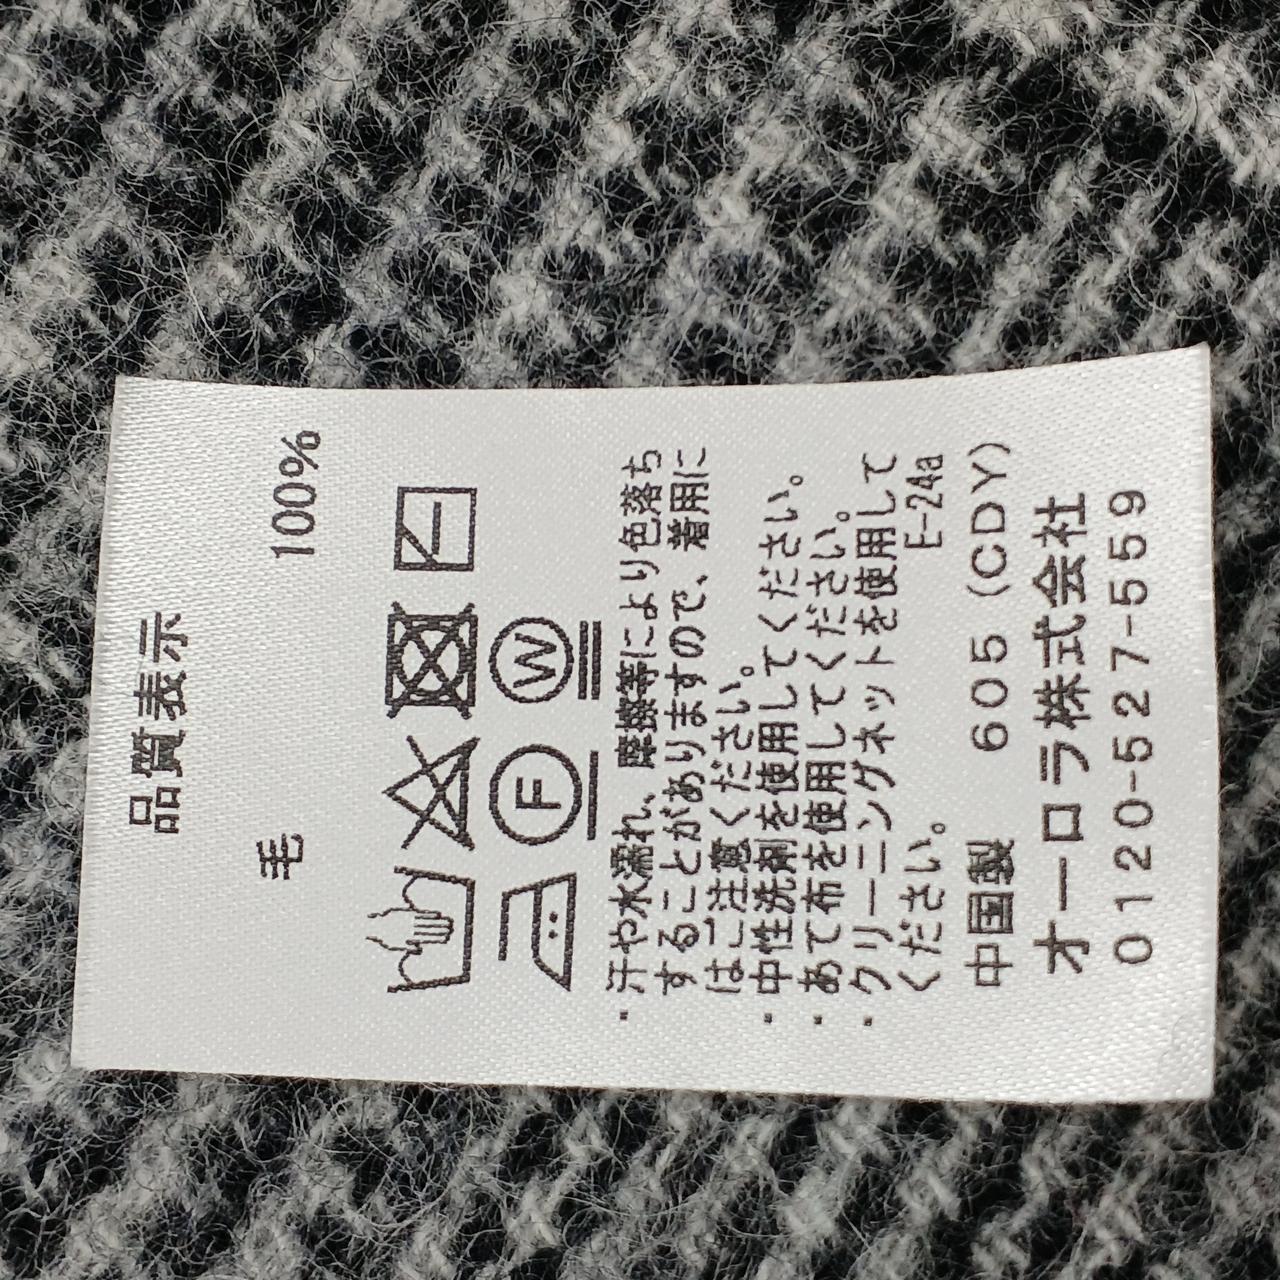 品質表示
毛 100%
F W
・汗や水濡れ、摩擦等により色落ち
することがありますので、着用に
はご注意ください。
・中性洗剤を使用してください。
・あて布を使用してください。
・クリーニングネットを使用して
ください。 E-24a
中国製 605 (CDY)
オーロラ株式会社
0120-527-559